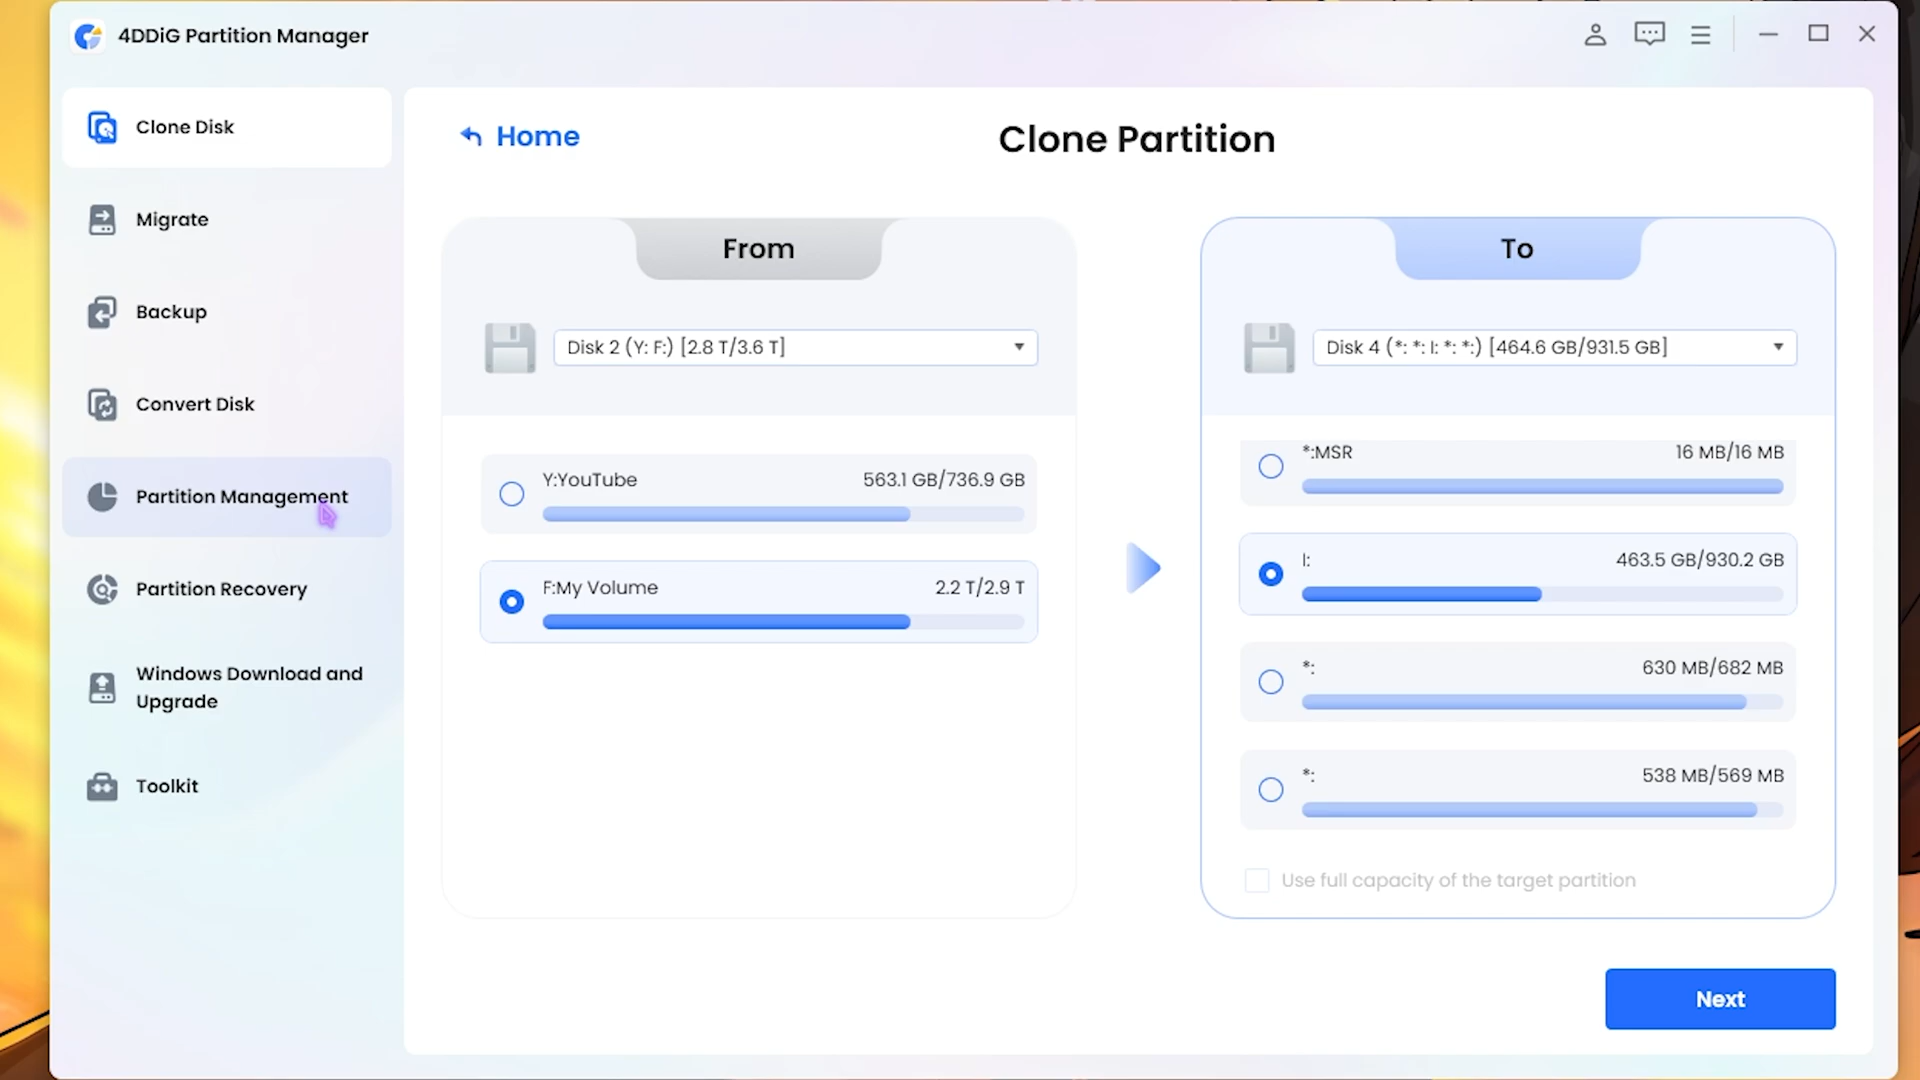 4DDiG Partition Manager
Clone Disk
Migrate
Backup
Convert Disk
Partition Management
Partition Recovery
Windows Download and
Upgrade
Toolkit
Home
Clone Partition
From
Disk 2 (Y: F:) [2.8 T/3.6 T]
Y:YouTube 563.1 GB/736.9 GB
F:My Volume 2.2 T/2.9 T
To
Disk 4 (*: *: I: *: *:) [464.6 GB/931.5 GB]
*:MSR 16 MB/16 MB
I: 463.5 GB/930.2 GB
*: 630 MB/682 MB
*: 538 MB/569 MB
Use full capacity of the target partition
Next